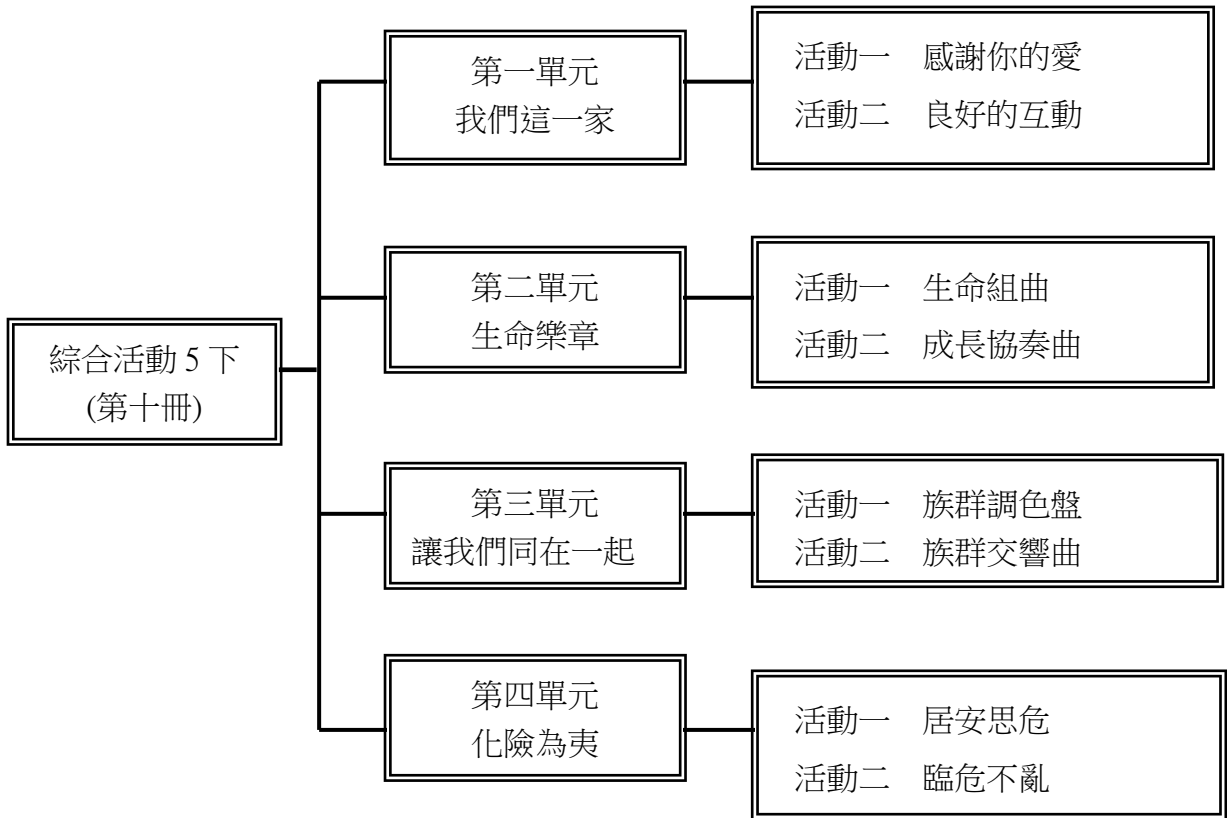 綜合活動 5 下
(第十冊)
第一單元
我們這一家
活動一　感謝你的愛
活動二　良好的互動
第二單元
生命樂章
活動一　生命組曲
活動二　成長協奏曲
第三單元
讓我們同在一起
活動一　族群調色盤
活動二　族群交響曲
第四單元
化險為夷
活動一　居安思危
活動二　臨危不亂